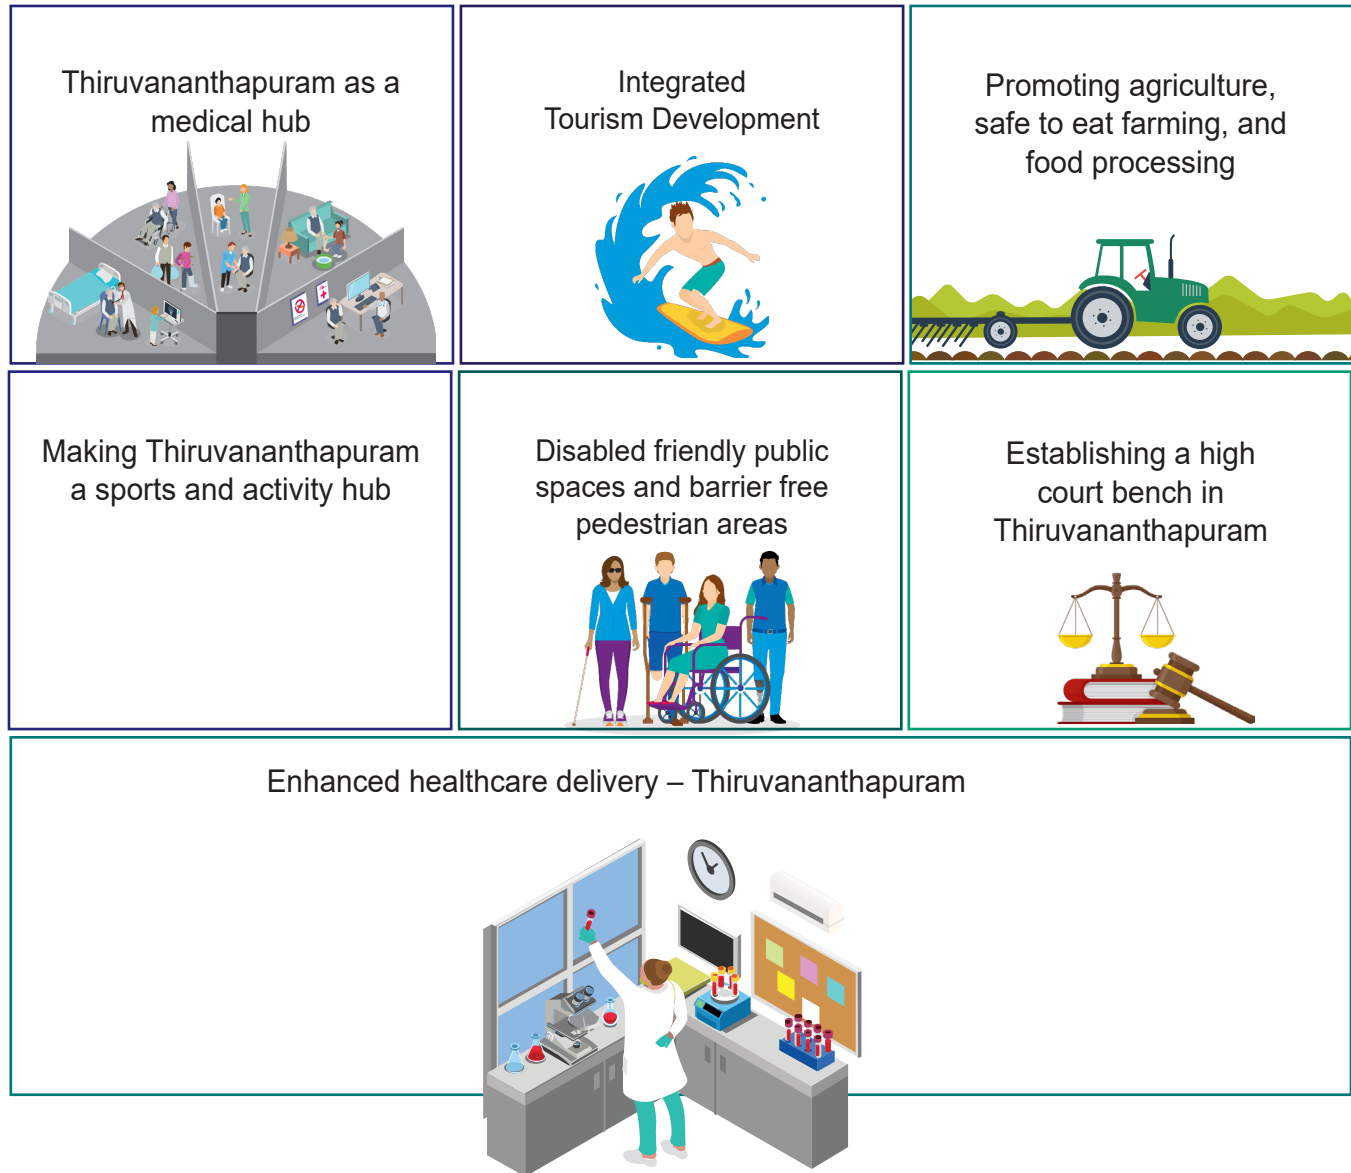 Thiruvananthapuram as a
medical hub
Integrated
Tourism Development
Promoting agriculture,
safe to eat farming, and
food processing
Making Thiruvananthapuram
a sports and activity hub
Disabled friendly public
spaces and barrier free
pedestrian areas
Establishing a high
court bench in
Thiruvananthapuram
Enhanced healthcare delivery – Thiruvananthapuram